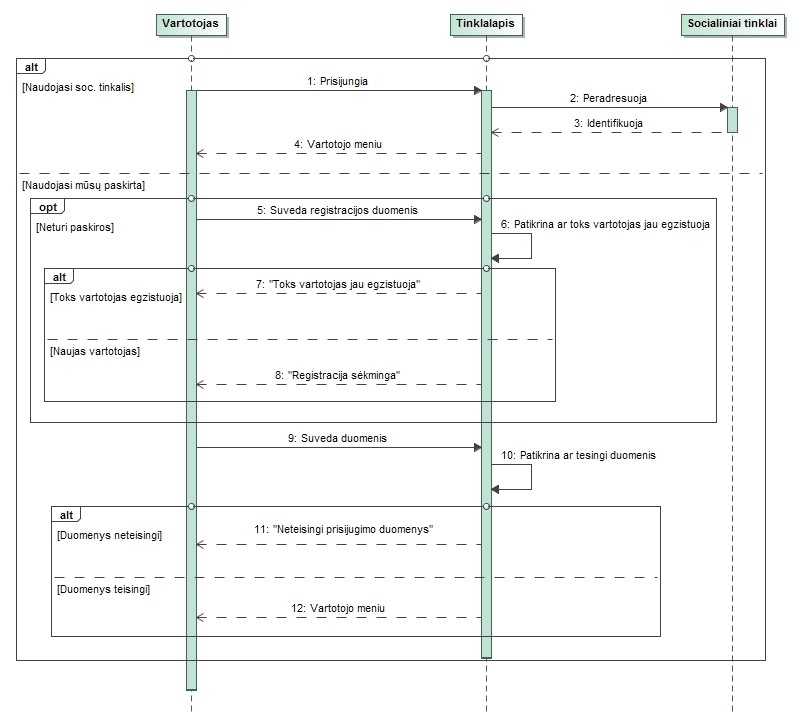 Vartotojas
Tinklalapis
Socialiniai tinklai
alt
[Naudojasi soc. tinkalis]
1: Prisijungia
2: Peradresuoja
3: Identifikuoja
4: Vartotojo meniu
[Naudojasi mūsų paskirta]
opt
[Neturi paskiros]
5: Suveda registracijos duomenis
6: Patikrina ar toks vartotojas jau egzistuoja
alt
[Toks vartotojas egzistuoja]
7: "Toks vartotojas jau egzistuoja"
[Naujas vartotojas]
8: "Registracija sėkminga"
9: Suveda duomenis
10: Patikrina ar tesingi duomenis
alt
[Duomenys neteisingi]
11: "Neteisingi prisijugimo duomenys"
[Duomenys teisingi]
12: Vartotojo meniu